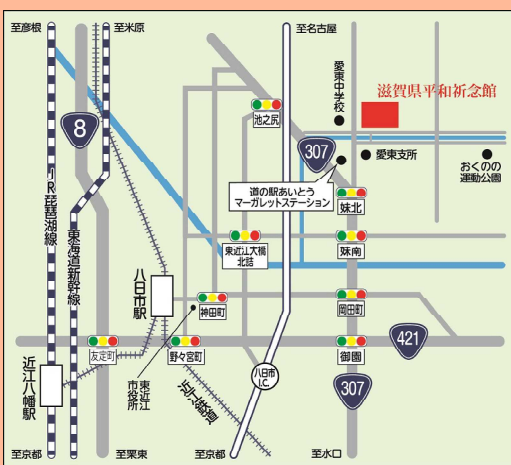 至彦根
至米原
至名古屋
愛東中学校
滋賀県平和祈念館
池之尻
8
307
愛東支所
おくのの
運動公園
道の駅あいとう
マーガレットステーション
妹北
JR琵琶湖線
東海道新幹線
東近江大橋
北詰
妹南
八日市駅
神田町
岡田町
421
友定町
野々宮町
御園
近江八幡駅
東近江
市役所
近江鉄道
八日市
I.C.
307
至京都
至栗東
至京都
至水口